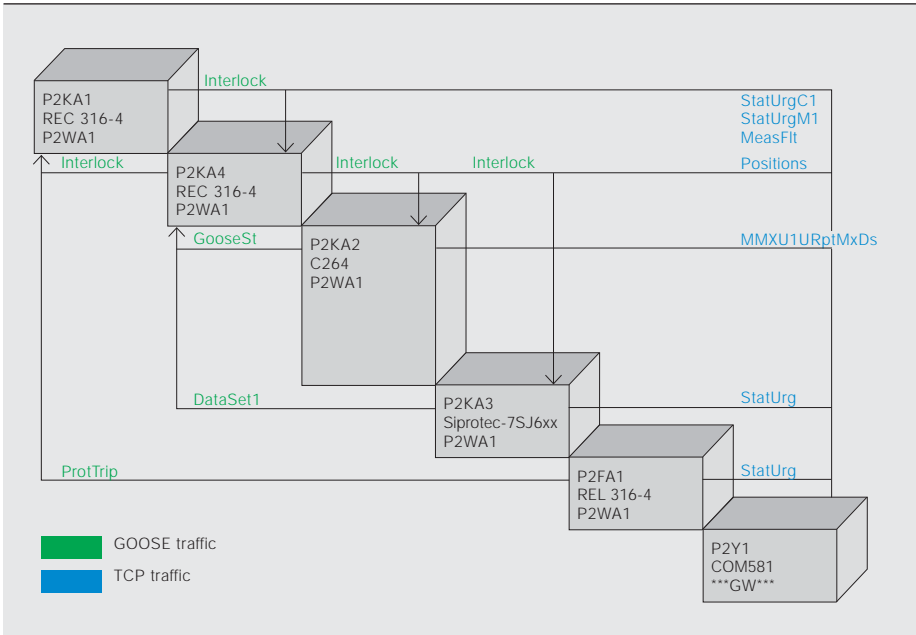 Interlock
P2KA1
REC 316-4
P2WA1
StatUrgC1
StatUrgM1
MeasFlt
Interlock
Interlock
Interlock
Positions
P2KA4
REC 316-4
P2WA1
GooseSt
P2KA2
C264
P2WA1
MMXU1URptMxDs
DataSet1
P2KA3
Siprotec-7SJ6xx
P2WA1
StatUrg
ProtTrip
P2FA1
REL 316-4
P2WA1
StatUrg
P2Y1
COM581
***GW***
GOOSE traffic
TCP traffic